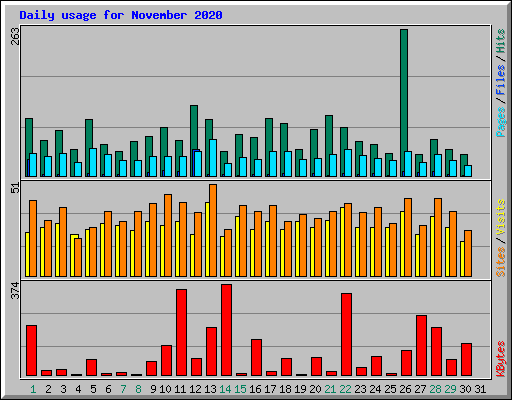 Daily usage for November 2020
263
Pages / Files / Hits
51
Sites / Visits
374
KBytes
1 2 3 4 5 6 7 8 9 10 11 12 13 14 15 16 17 18 19 20 21 22 23 24 25 26 27 28 29 30 31